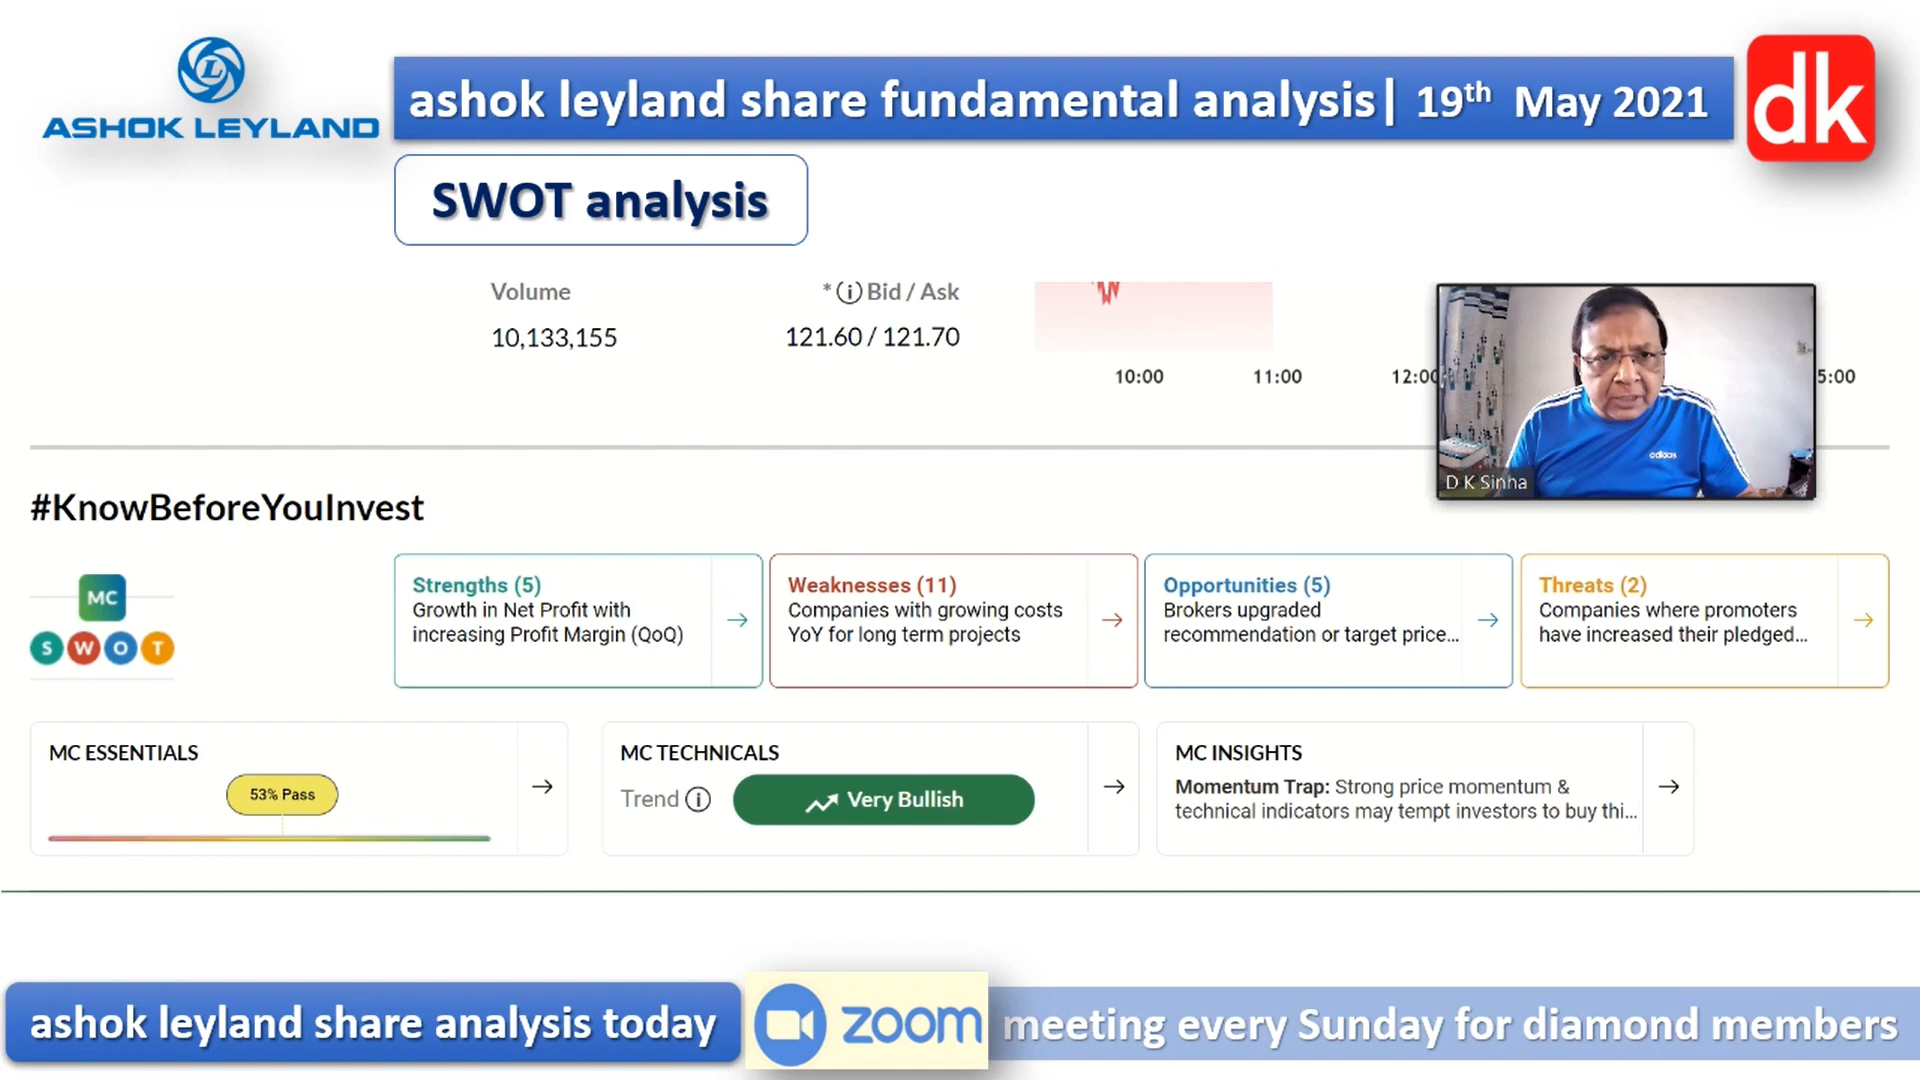 ASHOK LEYLAND
ashok leyland share fundamental analysis| 19th May 2021
dk
SWOT analysis
Volume
* i Bid / Ask
10,133,155
121.60 / 121.70
10:00
11:00
12:00
5:00
adidas
D K Sinha
#KnowBeforeYouInvest
MC
S W O T
Strengths (5)
Growth in Net Profit with
increasing Profit Margin (QoQ)
Weaknesses (11)
Companies with growing costs
YoY for long term projects
Opportunities (5)
Brokers upgraded
recommendation or target price...
Threats (2)
Companies where promoters
have increased their pledged...
MC ESSENTIALS
53% Pass
MC TECHNICALS
Trend i
Very Bullish
MC INSIGHTS
Momentum Trap: Strong price momentum &
technical indicators may tempt investors to buy thi...
ashok leyland share analysis today
zoom
meeting every Sunday for diamond members